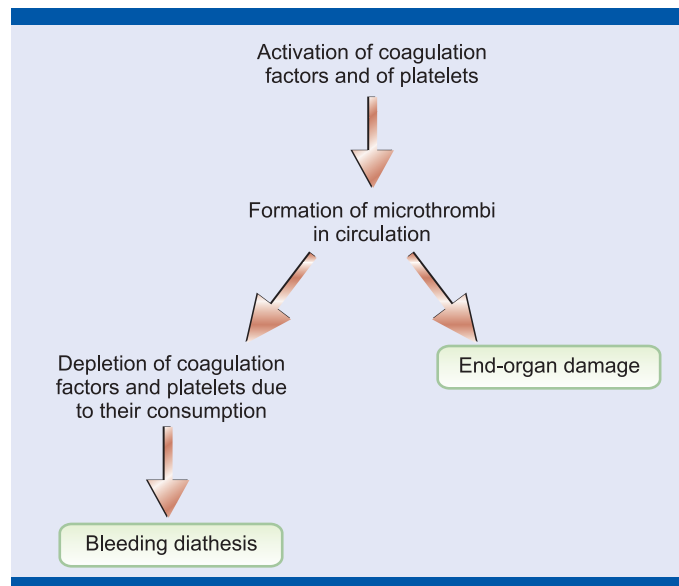 Activation of coagulation
factors and of platelets
Formation of microthrombi
in circulation
Depletion of coagulation
factors and platelets due
to their consumption
End-organ damage
Bleeding diathesis